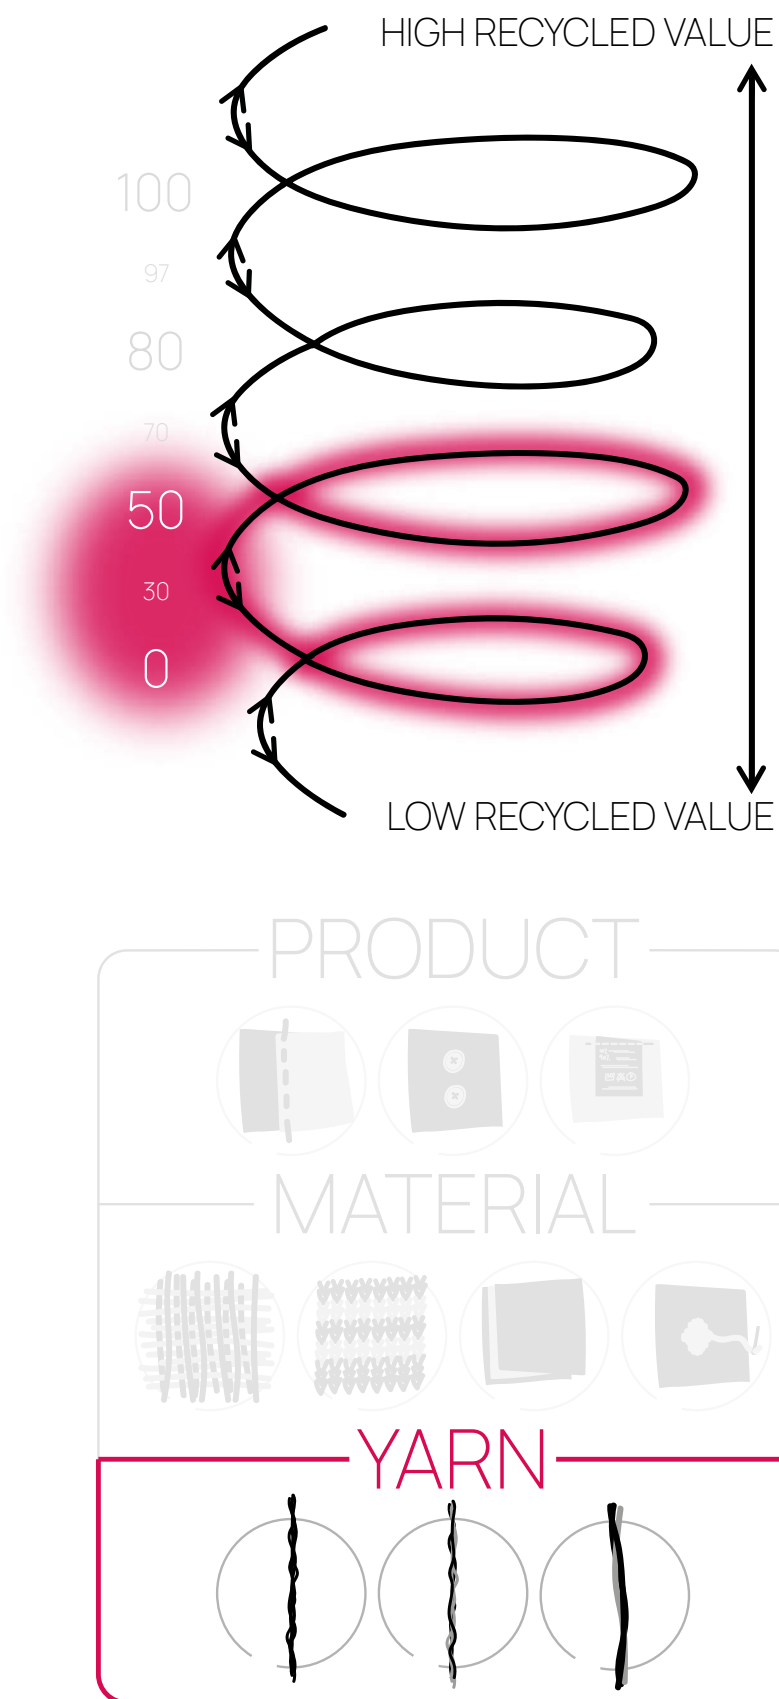 HIGH RECYCLED VALUE
100
97
80
70
50
30
0
LOW RECYCLED VALUE
PRODUCT
MATERIAL
YARN